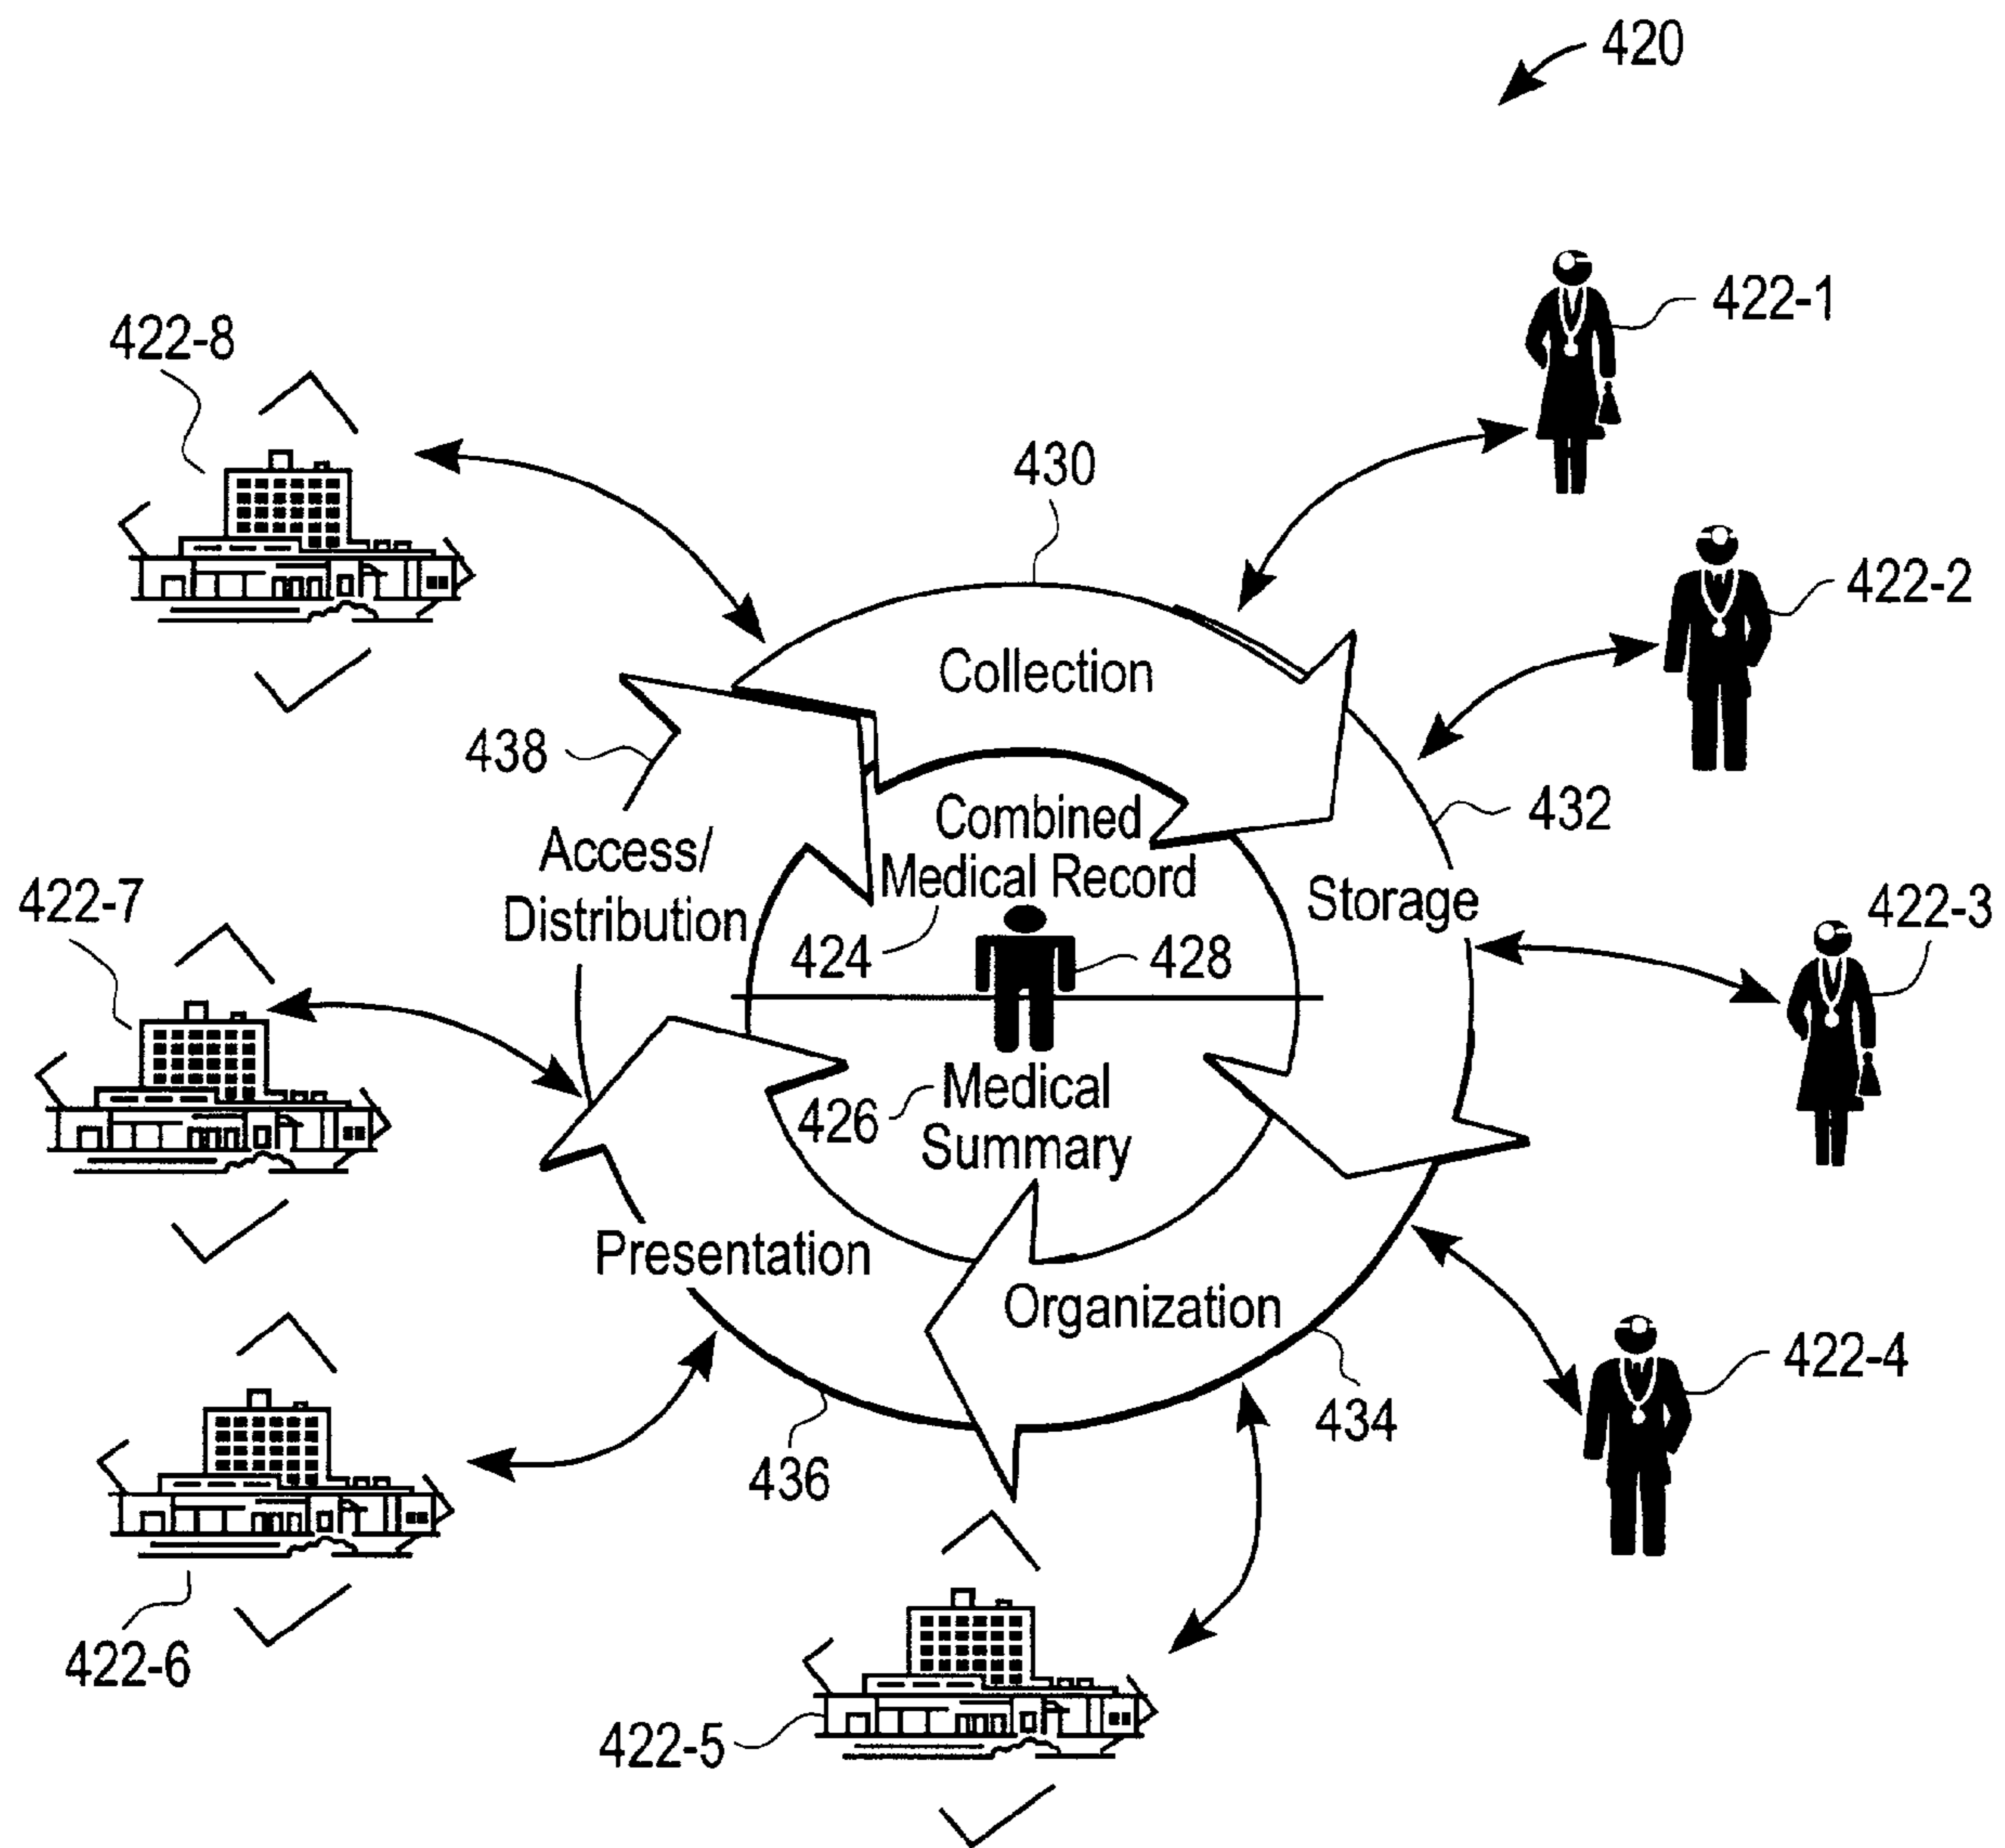 420
422-1
422-8
430
422-2
Collection
438
432
Combined
Medical Record
Access/
Distribution
Storage
422-7
422-3
424
428
426
Medical
Summary
Presentation
Organization
422-4
434
436
422-6
422-5